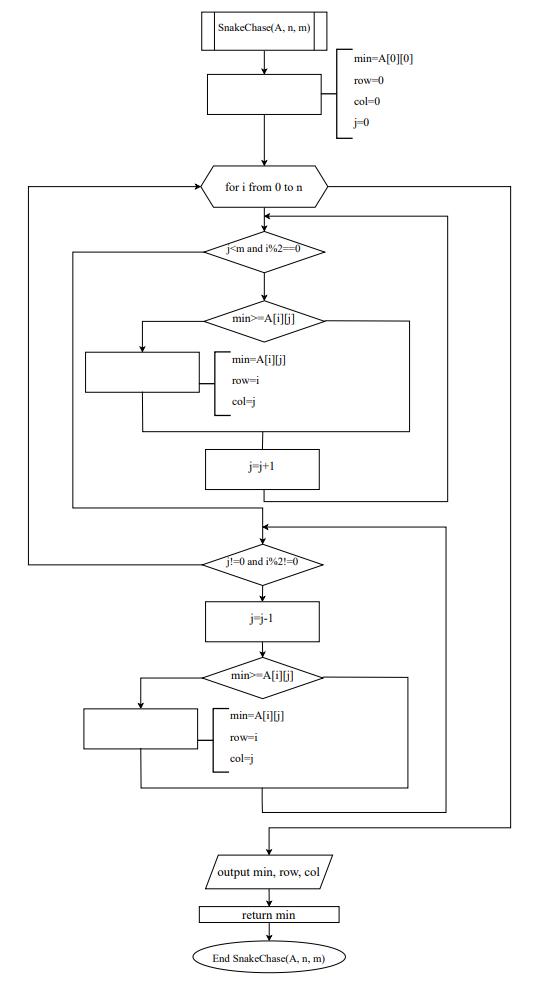 SnakeChase(A, n, m)
min=A[0][0]
row=0
col=0
j=0
for i from 0 to n
j<m and i%2==0
min>=A[i][j]
min=A[i][j]
row=i
col=j
j=j+1
j!=0 and i%2!=0
j=j-1
min>=A[i][j]
min=A[i][j]
row=i
col=j
output min, row, col
return min
End SnakeChase(A, n, m)